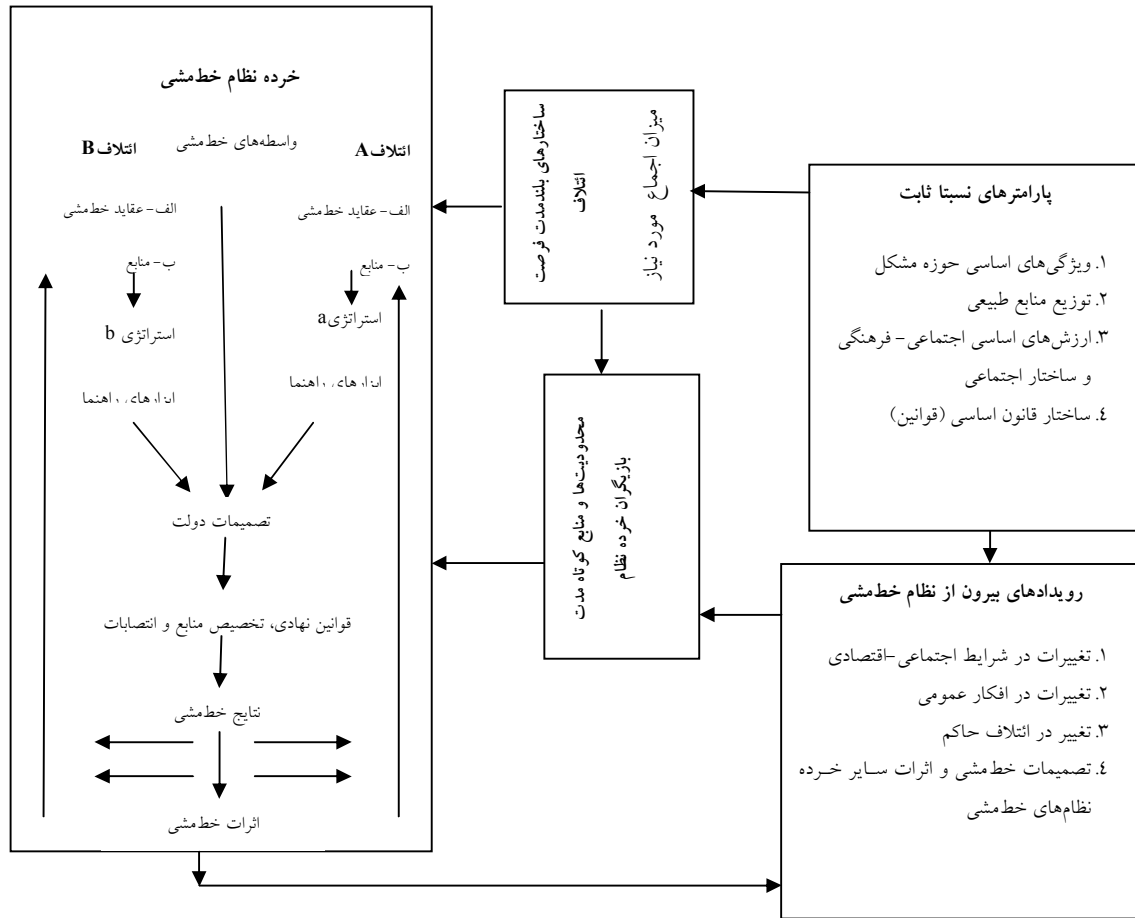 پارامترهای نسبتا ثابت
۱. ویژگی‌های اساسی حوزه مشکل
۲. توزیع منابع طبیعی
۳. ارزش‌های اساسی اجتماعی- فرهنگی
و ساختار اجتماعی
٤. ساختار قانون اساسی (قوانین)
رویدادهای بیرون از نظام خط‌مشی
۱. تغییرات در شرایط اجتماعی-اقتصادی
۲. تغییرات در افکار عمومی
۳. تغییر در ائتلاف حاکم
٤. تصمیمات خط‌مشی و اثرات سایر خرده
نظام‌های خط‌مشی
ساختارهای بلندمدت فرصت
ائتلاف
میزان اجماع مورد نیاز
محدودیت‌ها و منابع کوتاه مدت
بازیگران خرده نظام
خرده نظام خط‌مشی
ائتلاف A
واسطه‌های خط‌مشی
ائتلاف B
الف-عقاید خط‌مشی
الف-عقاید خط‌مشی
ب- منابع
ب- منابع
استراتژی a
استراتژی b
ابزارهای راهنما
ابزارهای راهنما
تصمیمات دولت
قوانین نهادی، تخصیص منابع و انتصابات
نتایج خط‌مشی
اثرات خط‌مشی